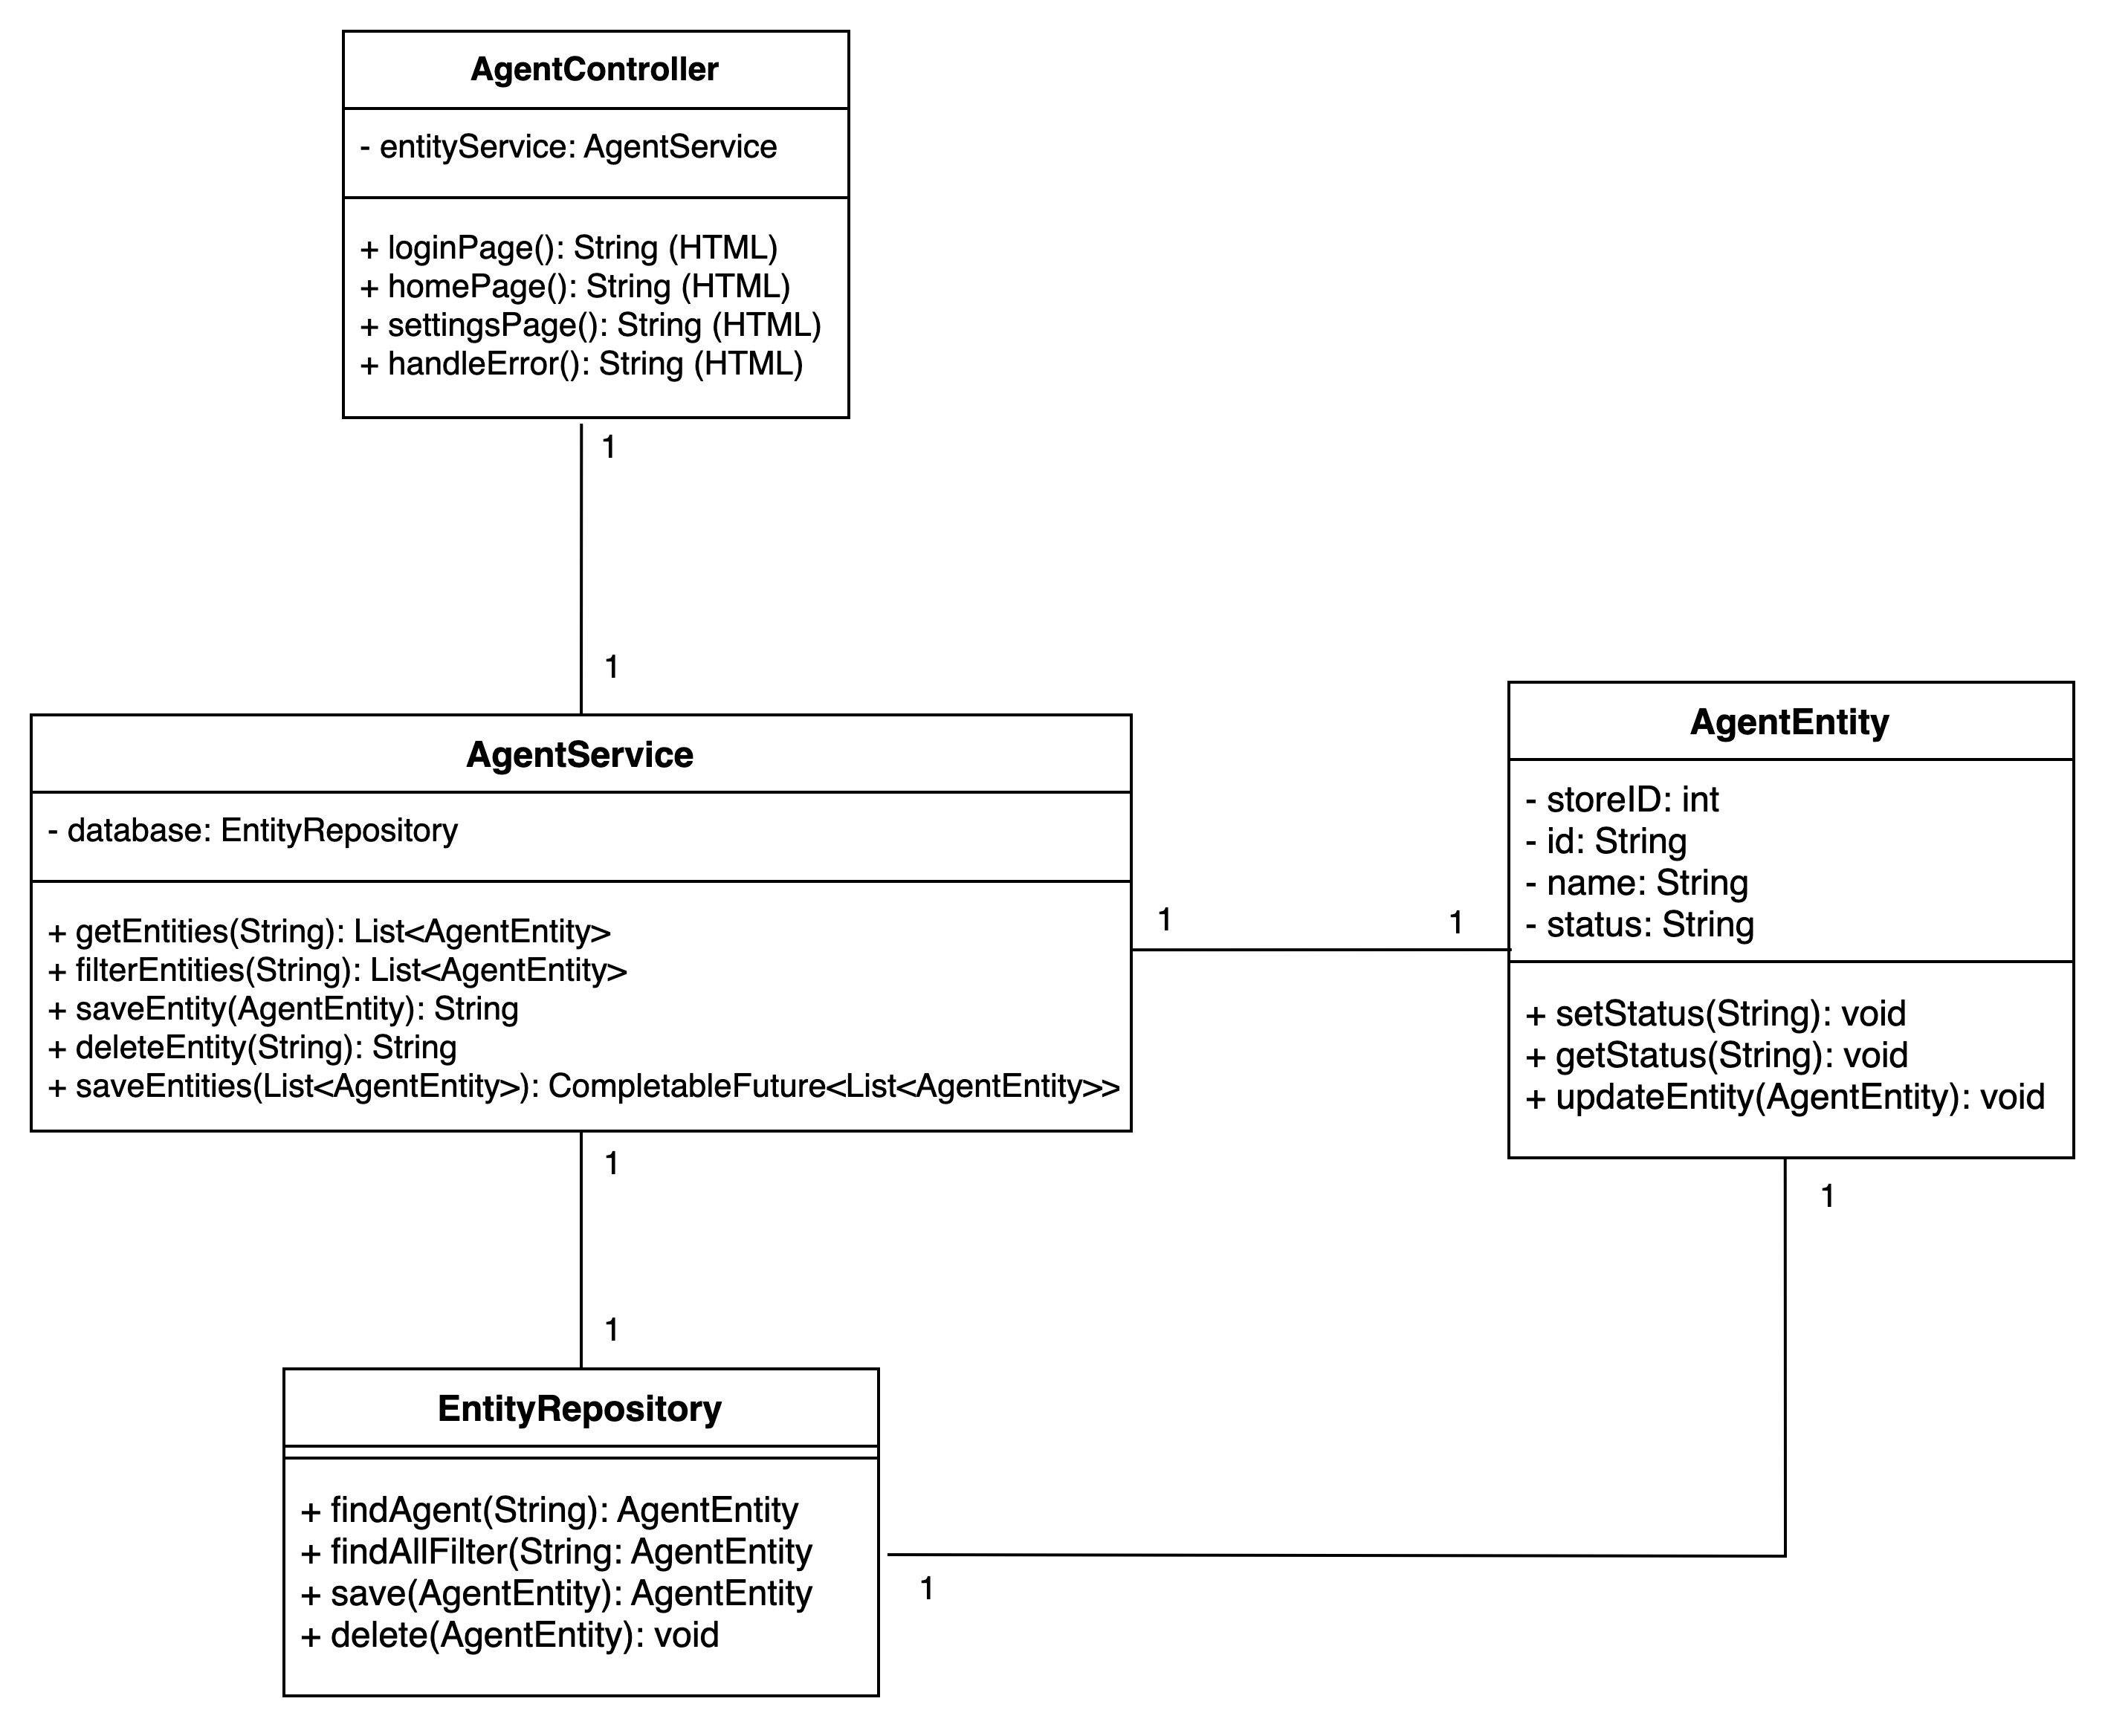 AgentController
- entityService: AgentService
+ loginPage(): String (HTML)
+ homePage(): String (HTML)
+ settingsPage(): String (HTML)
+ handleError(): String (HTML)
1
1
AgentService
- database: EntityRepository
+ getEntities(String): List<AgentEntity>
+ filterEntities(String): List<AgentEntity>
+ saveEntity(AgentEntity): String
+ deleteEntity(String): String
+ saveEntities(List<AgentEntity>): CompletableFuture<List<AgentEntity>>
1
1
AgentEntity
- storeID: int
- id: String
- name: String
- status: String
+ setStatus(String): void
+ getStatus(String): void
+ updateEntity(AgentEntity): void
1
1
1
EntityRepository
+ findAgent(String): AgentEntity
+ findAllFilter(String: AgentEntity
+ save(AgentEntity): AgentEntity
+ delete(AgentEntity): void
1